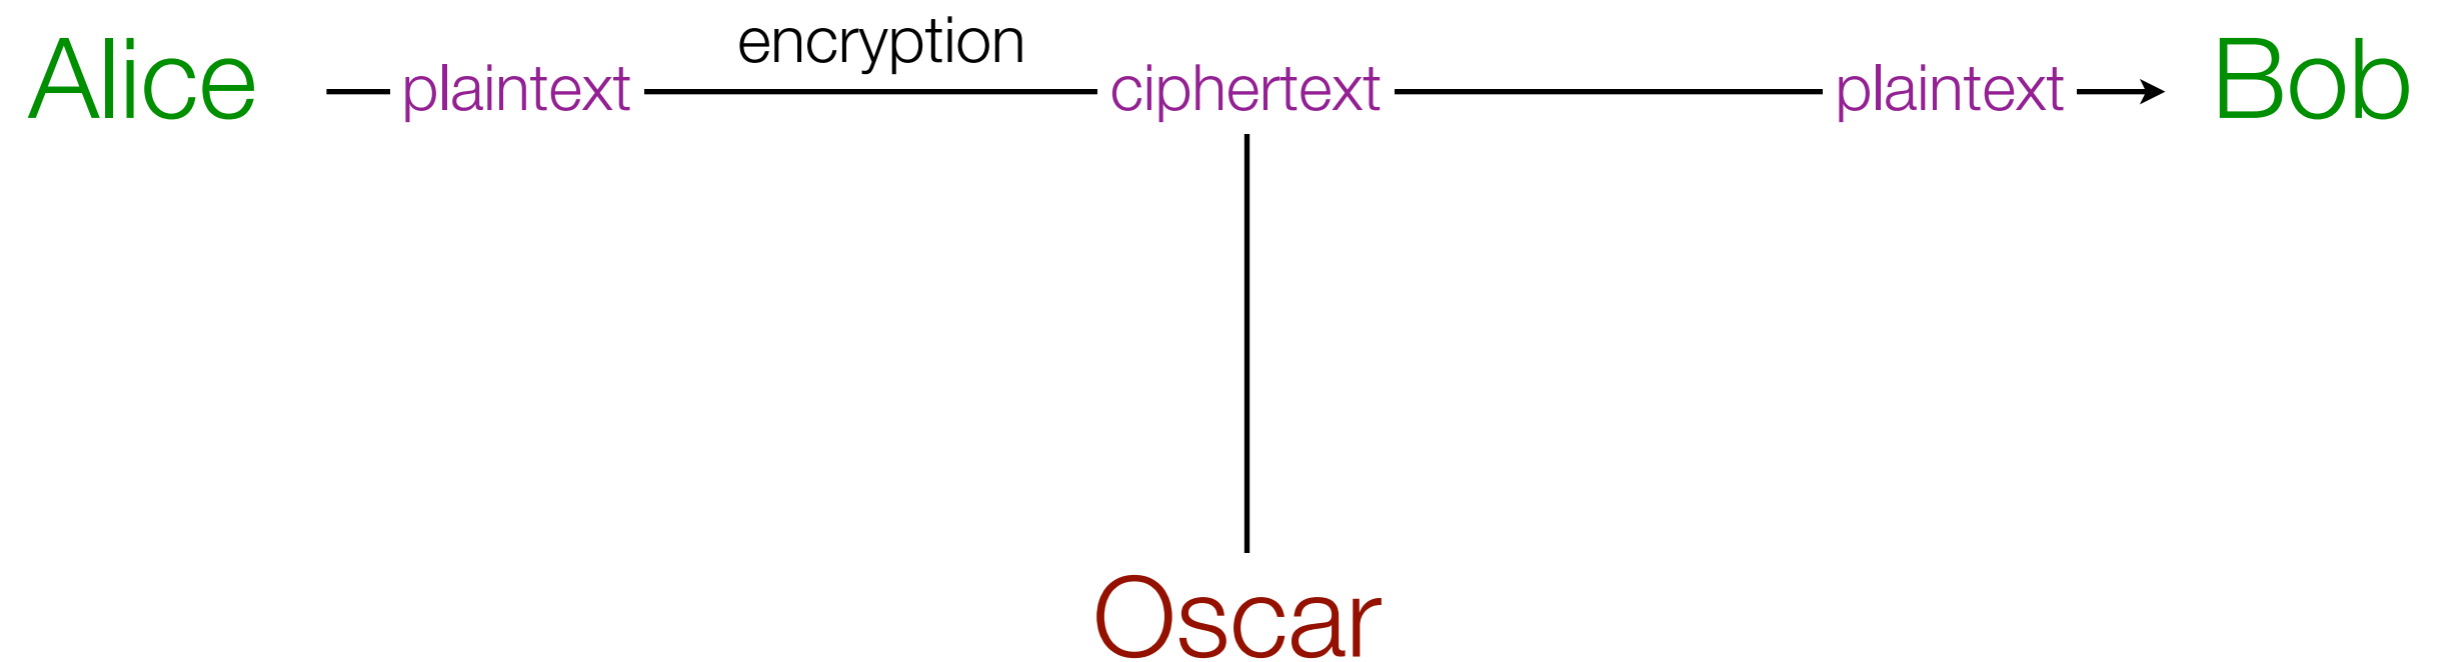 encryption
Alice plaintext ciphertext plaintext Bob
Oscar